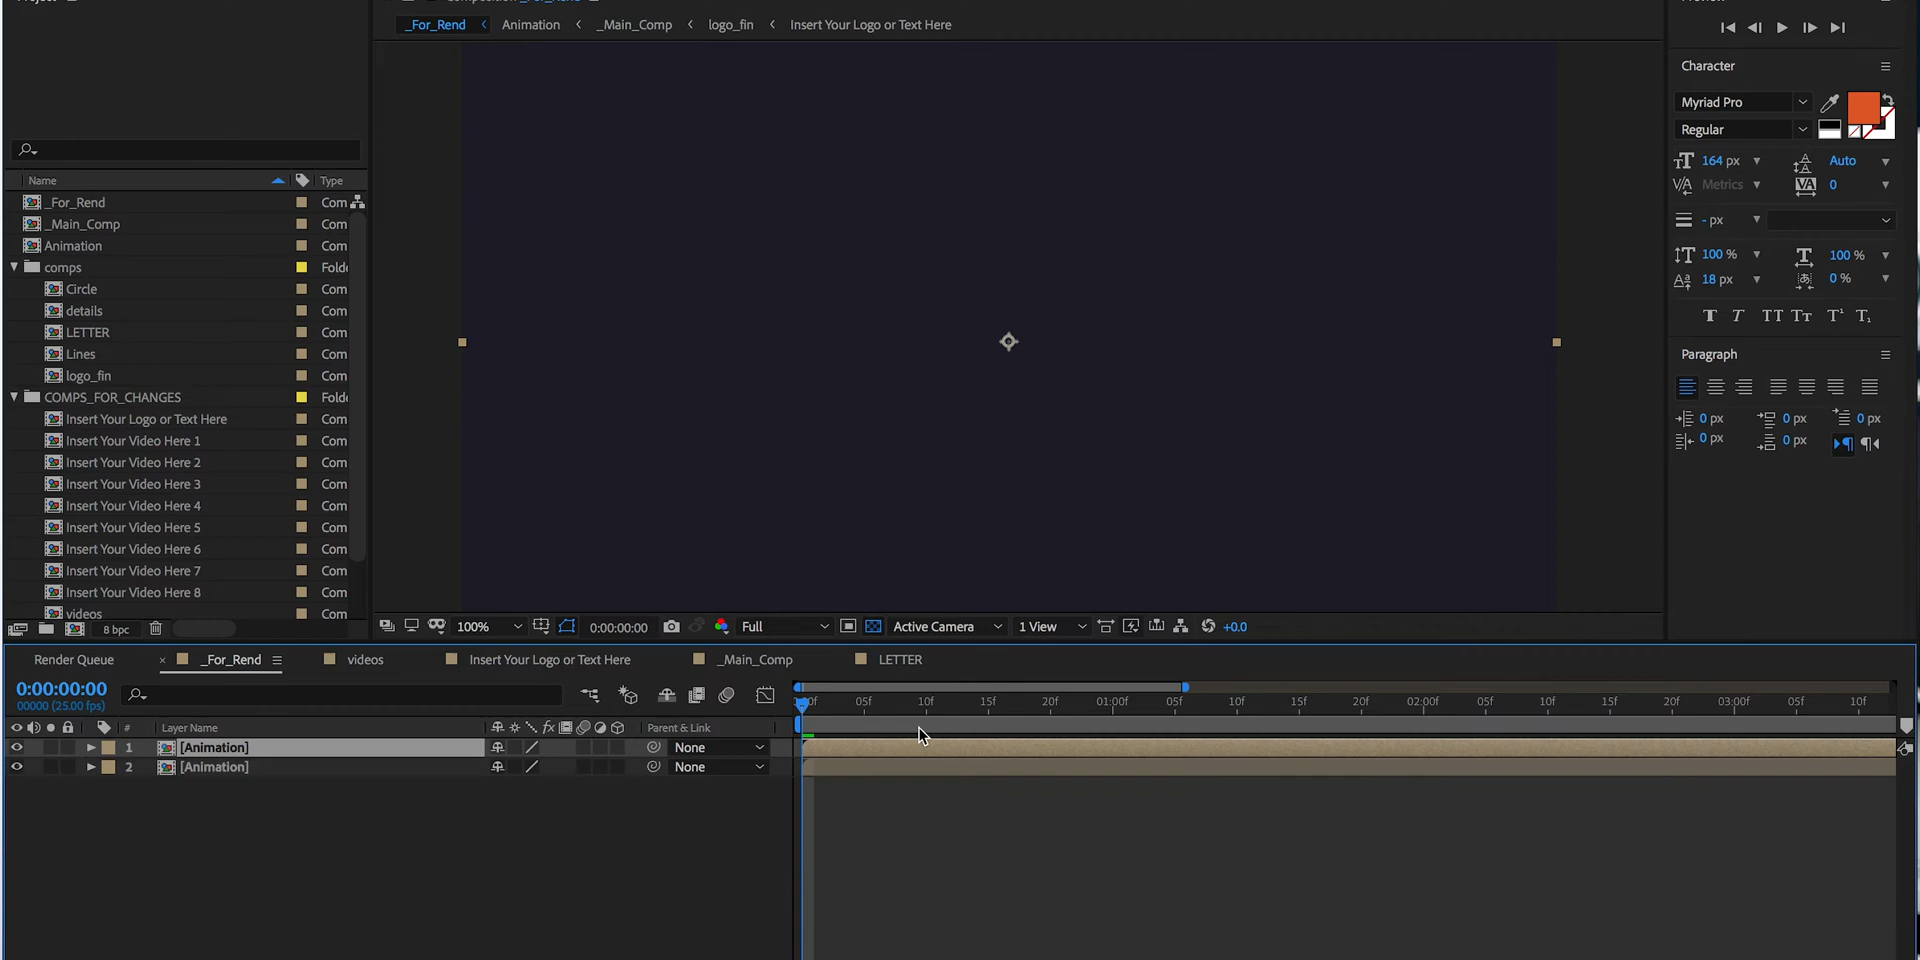 _For_Rend Animation _Main_Comp logo_fin Insert Your Logo or Text Here
Name Type
_For_Rend Com
_Main_Comp Com
Animation Com
comps Folde
Circle Com
details Com
LETTER Com
Lines Com
logo_fin Com
COMPS_FOR_CHANGES Folde
Insert Your Logo or Text Here Com
Insert Your Video Here 1 Com
Insert Your Video Here 2 Com
Insert Your Video Here 3 Com
Insert Your Video Here 4 Com
Insert Your Video Here 5 Com
Insert Your Video Here 6 Com
Insert Your Video Here 7 Com
Insert Your Video Here 8 Com
videos Com
8 bpc
100% 0:00:00:00 Full Active Camera 1 View +0.0
Character
Myriad Pro
Regular
164 px Auto
Metrics 0
- px
100 % 100 %
18 px 0 %
T T TT Tт T¹ T₁
Paragraph
0 px 0 px 0 px
0 px 0 px
Render Queue _For_Rend videos Insert Your Logo or Text Here _Main_Comp LETTER
0:00:00:00
00000 (25.00 fps)
05f 10f 15f 20f 01:00f 05f 10f 15f 20f 02:00f 05f 10f 15f 20f 03:00f 05f 10f
# Layer Name fx Parent & Link
1 [Animation] None
2 [Animation] None